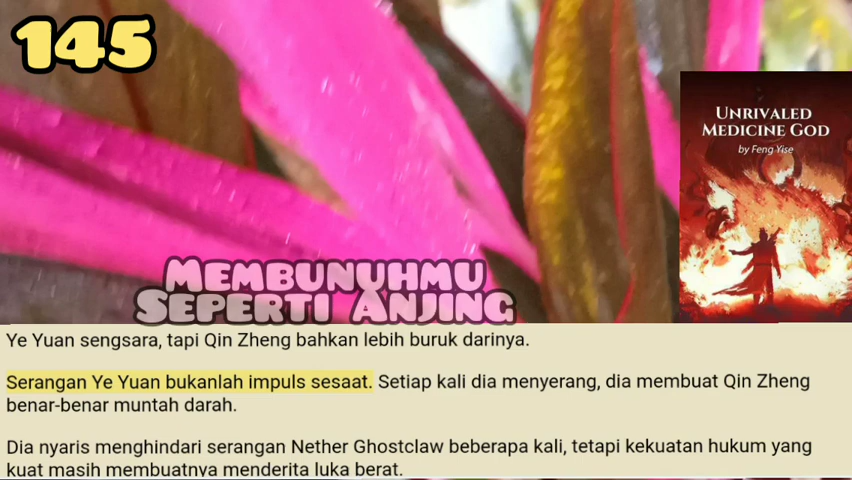 145
UNRIVALED
MEDICINE GOD
by Feng Yise
MEMBUNUHMU
SEPERTI ANJING
Ye Yuan sengsara, tapi Qin Zheng bahkan lebih buruk darinya.
Serangan Ye Yuan bukanlah impuls sesaat. Setiap kali dia menyerang, dia membuat Qin Zheng
benar-benar muntah darah.
Dia nyaris menghindari serangan Nether Ghostclaw beberapa kali, tetapi kekuatan hukum yang
kuat masih membuatnya menderita luka berat.